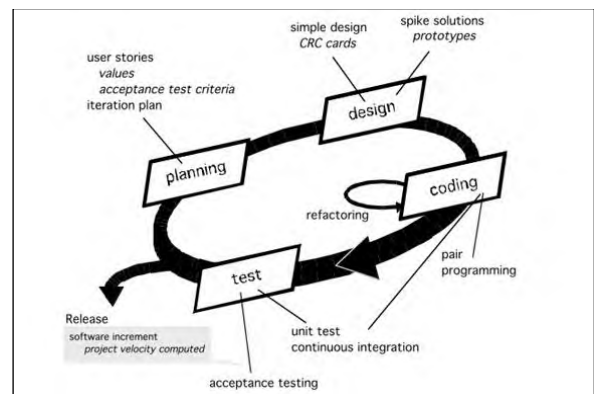 simple design
CRC cards
spike solutions
prototypes
user stories
values
acceptance test criteria
iteration plan
design
planning
coding
refactoring
test
pair
programming
Release
software increment
project velocity computed
unit test
continuous integration
acceptance testing